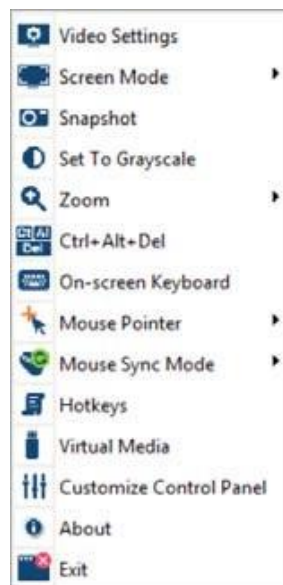 Video Settings
Screen Mode
Snapshot
Set To Grayscale
Zoom
Ctrl+Alt+Del
On-screen Keyboard
Mouse Pointer
Mouse Sync Mode
Hotkeys
Virtual Media
Customize Control Panel
About
Exit